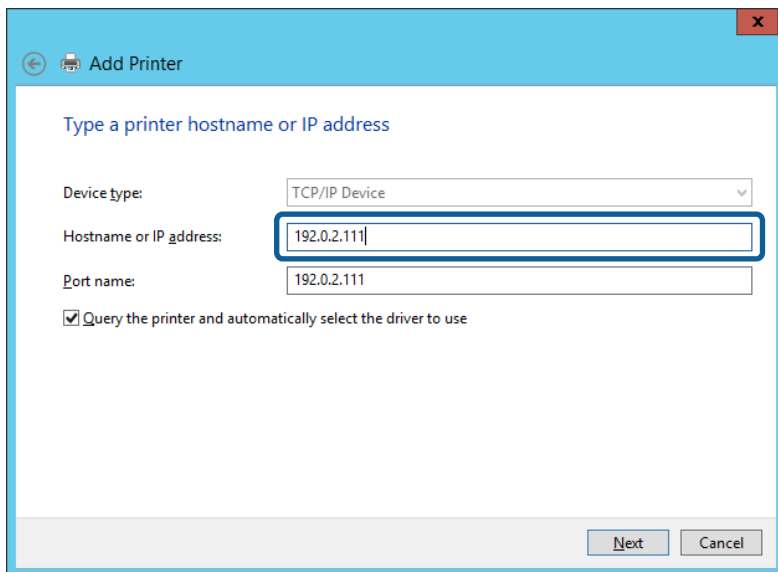 x
Add Printer
Type a printer hostname or IP address
Device type: TCP/IP Device
Hostname or IP address: 192.0.2.111
Port name: 192.0.2.111
Query the printer and automatically select the driver to use
Next Cancel